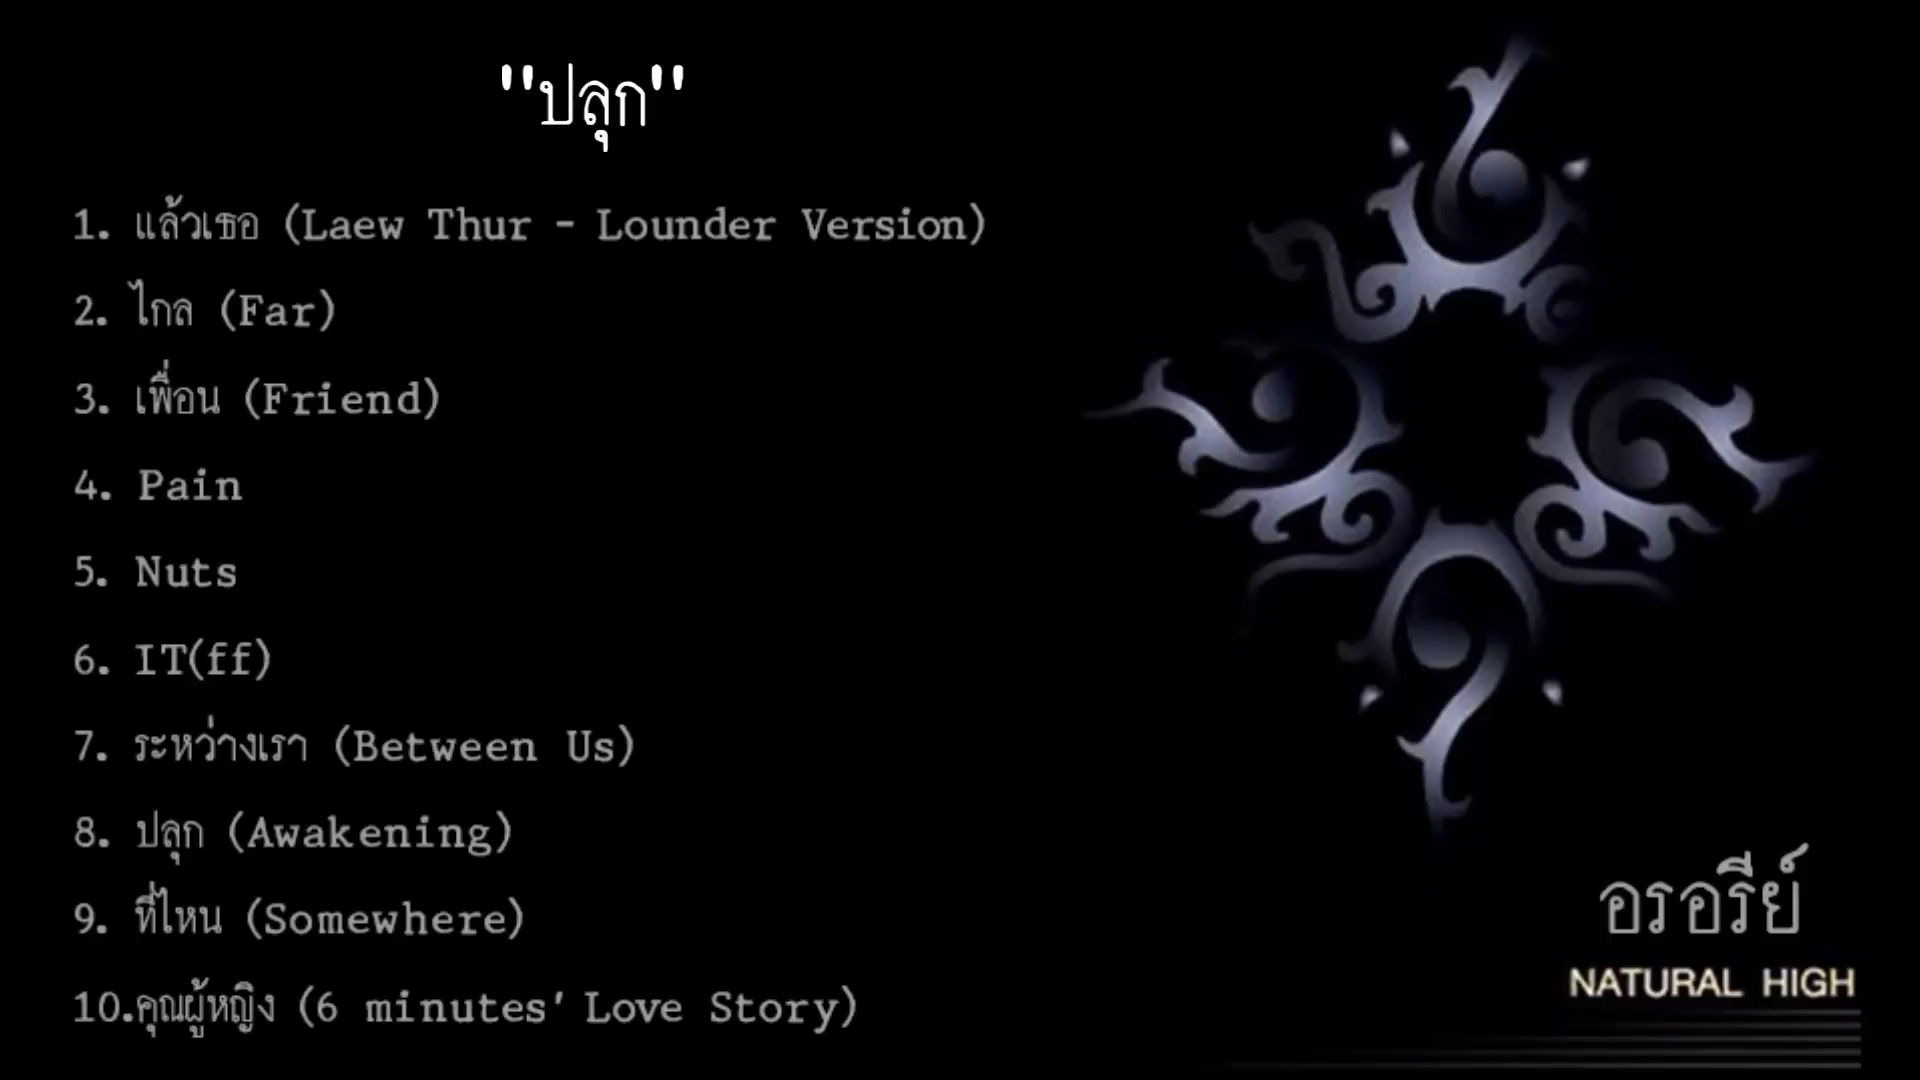 "ปลุก"
1. แล้วเธอ (Laew Thur - Lounder Version)
2. ไกล (Far)
3. เพื่อน (Friend)
4. Pain
5. Nuts
6. IT(ff)
7. ระหว่างเรา (Between Us)
8. ปลุก (Awakening)
9. ที่ไหน (Somewhere)
10.คุณผู้หญิง (6 minutes' Love Story)
อรอรีย์
NATURAL HIGH